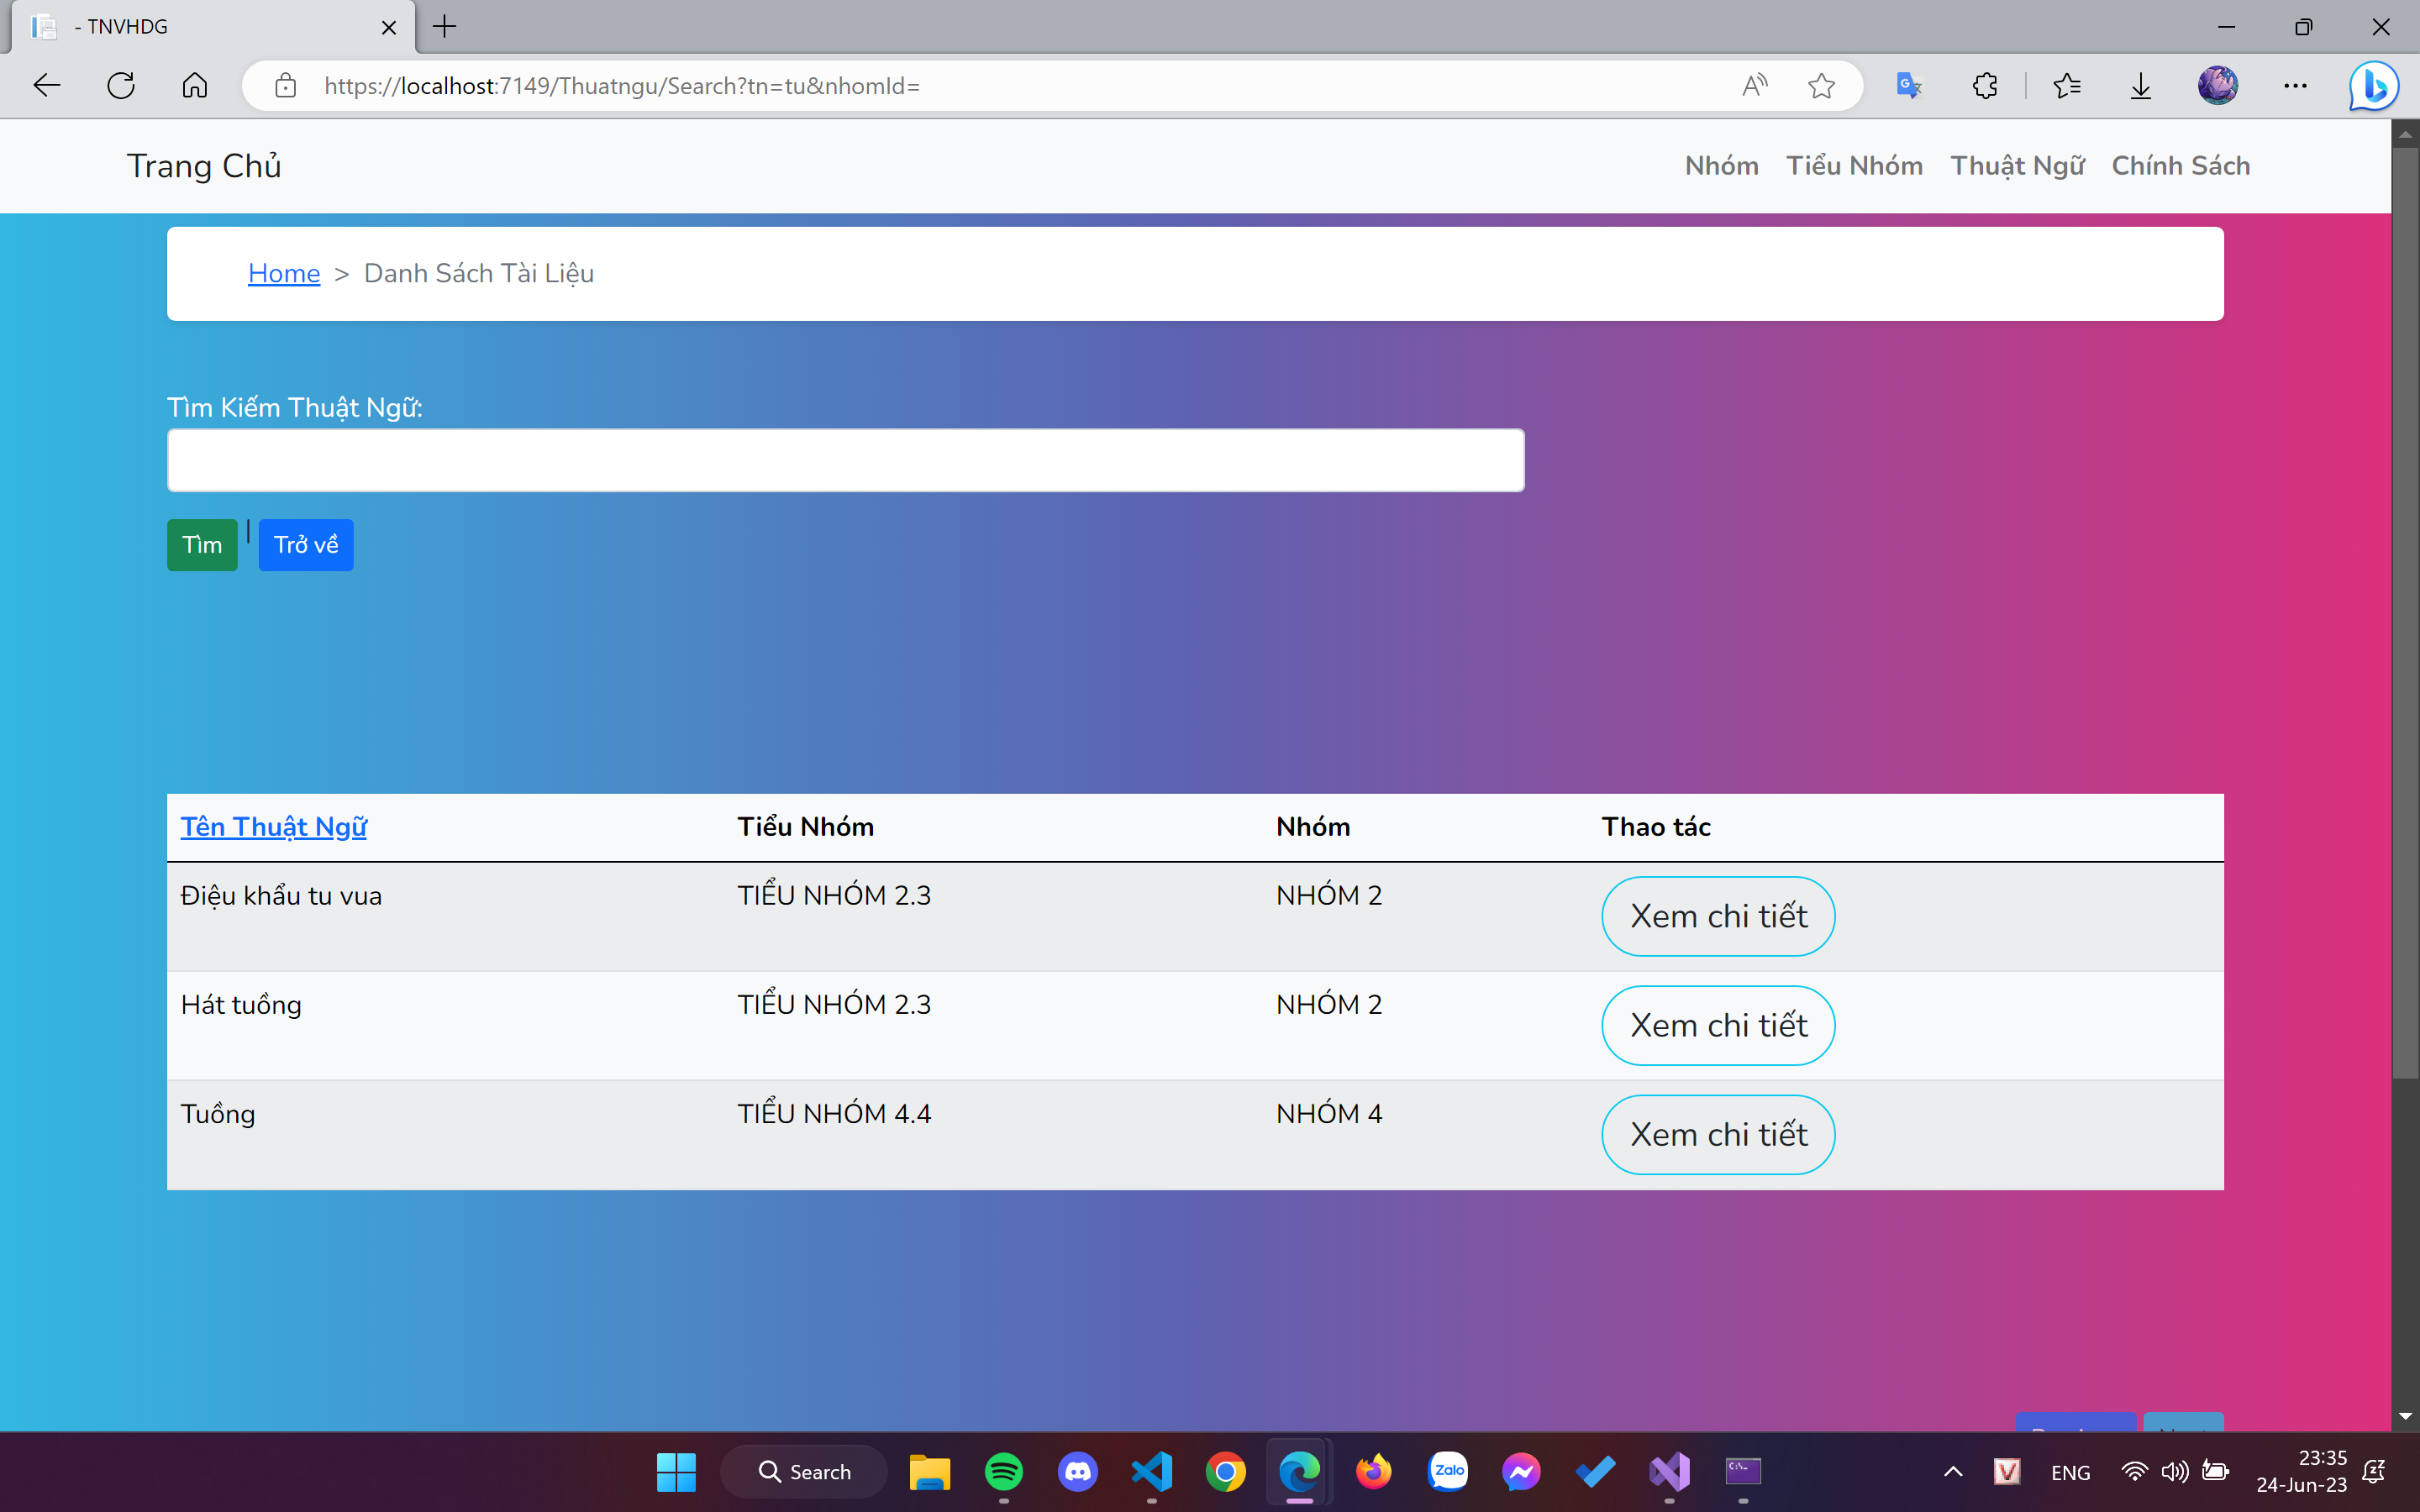 - TNVHDG
https://localhost:7149/Thuatngu/Search?tn=tu&nhomId=
Trang Chủ
Nhóm Tiểu Nhóm Thuật Ngữ Chính Sách
Home > Danh Sách Tài Liệu
Tìm Kiếm Thuật Ngữ:
Tìm | Trở về
Tên Thuật Ngữ Tiểu Nhóm Nhóm Thao tác
Điệu khẩu tu vua TIỂU NHÓM 2.3 NHÓM 2 Xem chi tiết
Hát tuồng TIỂU NHÓM 2.3 NHÓM 2 Xem chi tiết
Tuồng TIỂU NHÓM 4.4 NHÓM 4 Xem chi tiết
Search
Zalo
ENG
23:35
24-Jun-23